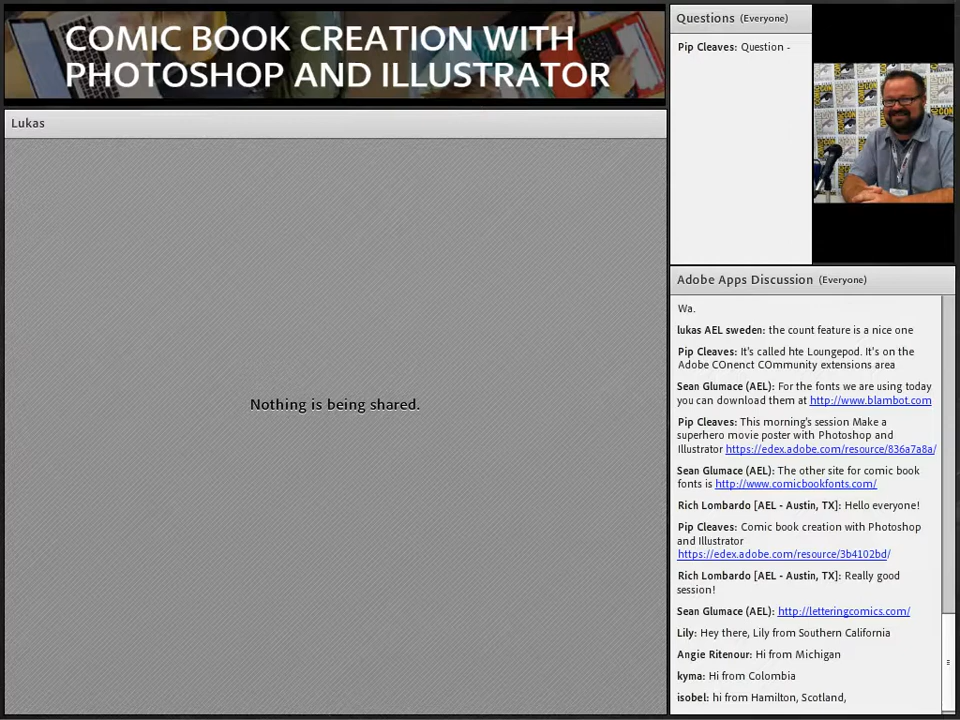 COMIC BOOK CREATION WITH
PHOTOSHOP AND ILLUSTRATOR
Lukas
Nothing is being shared.
Questions (Everyone)
Pip Cleaves: Question -
Adobe Apps Discussion (Everyone)
Wa.
lukas AEL sweden: the count feature is a nice one
Pip Cleaves: It's called hte Loungepod. It's on the
Adobe COnenct COmmunity extensions area
Sean Glumace (AEL): For the fonts we are using today
you can download them at http://www.blambot.com
Pip Cleaves: This morning's session Make a
superhero movie poster with Photoshop and
Illustrator https://edex.adobe.com/resource/836a7a8a/
Sean Glumace (AEL): The other site for comic book
fonts is http://www.comicbookfonts.com/
Rich Lombardo [AEL - Austin, TX]: Hello everyone!
Pip Cleaves: Comic book creation with Photoshop
and Illustrator
https://edex.adobe.com/resource/3b4102bd/
Rich Lombardo [AEL - Austin, TX]: Really good
session!
Sean Glumace (AEL): http://letteringcomics.com/
Lily: Hey there, Lily from Southern California
Angie Ritenour: Hi from Michigan
kyma: Hi from Colombia
isobel: hi from Hamilton, Scotland,